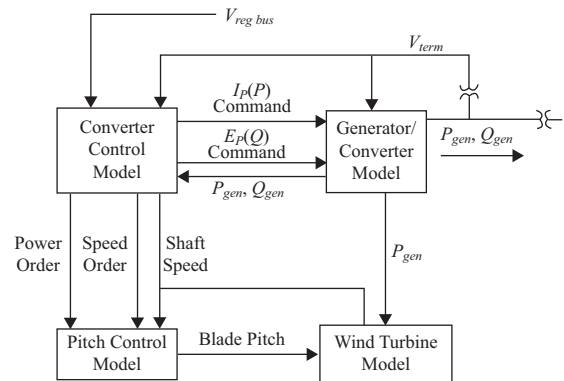 V_reg bus
V_term
I_P(P)
Command
Converter
Control
Model
E_P(Q)
Command
Generator/
Converter
Model
P_gen, Q_gen
P_gen, Q_gen
Power
Order
Speed
Order
Shaft
Speed
P_gen
Pitch Control
Model
Blade Pitch
Wind Turbine
Model